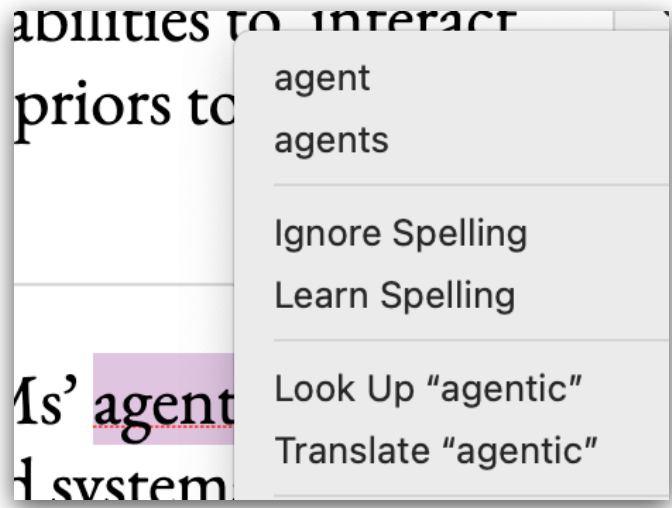 abilities to interact
priors to
agent
agents
Ignore Spelling
Learn Spelling
Ms’ agent
Look Up “agentic”
Translate “agentic”
d system